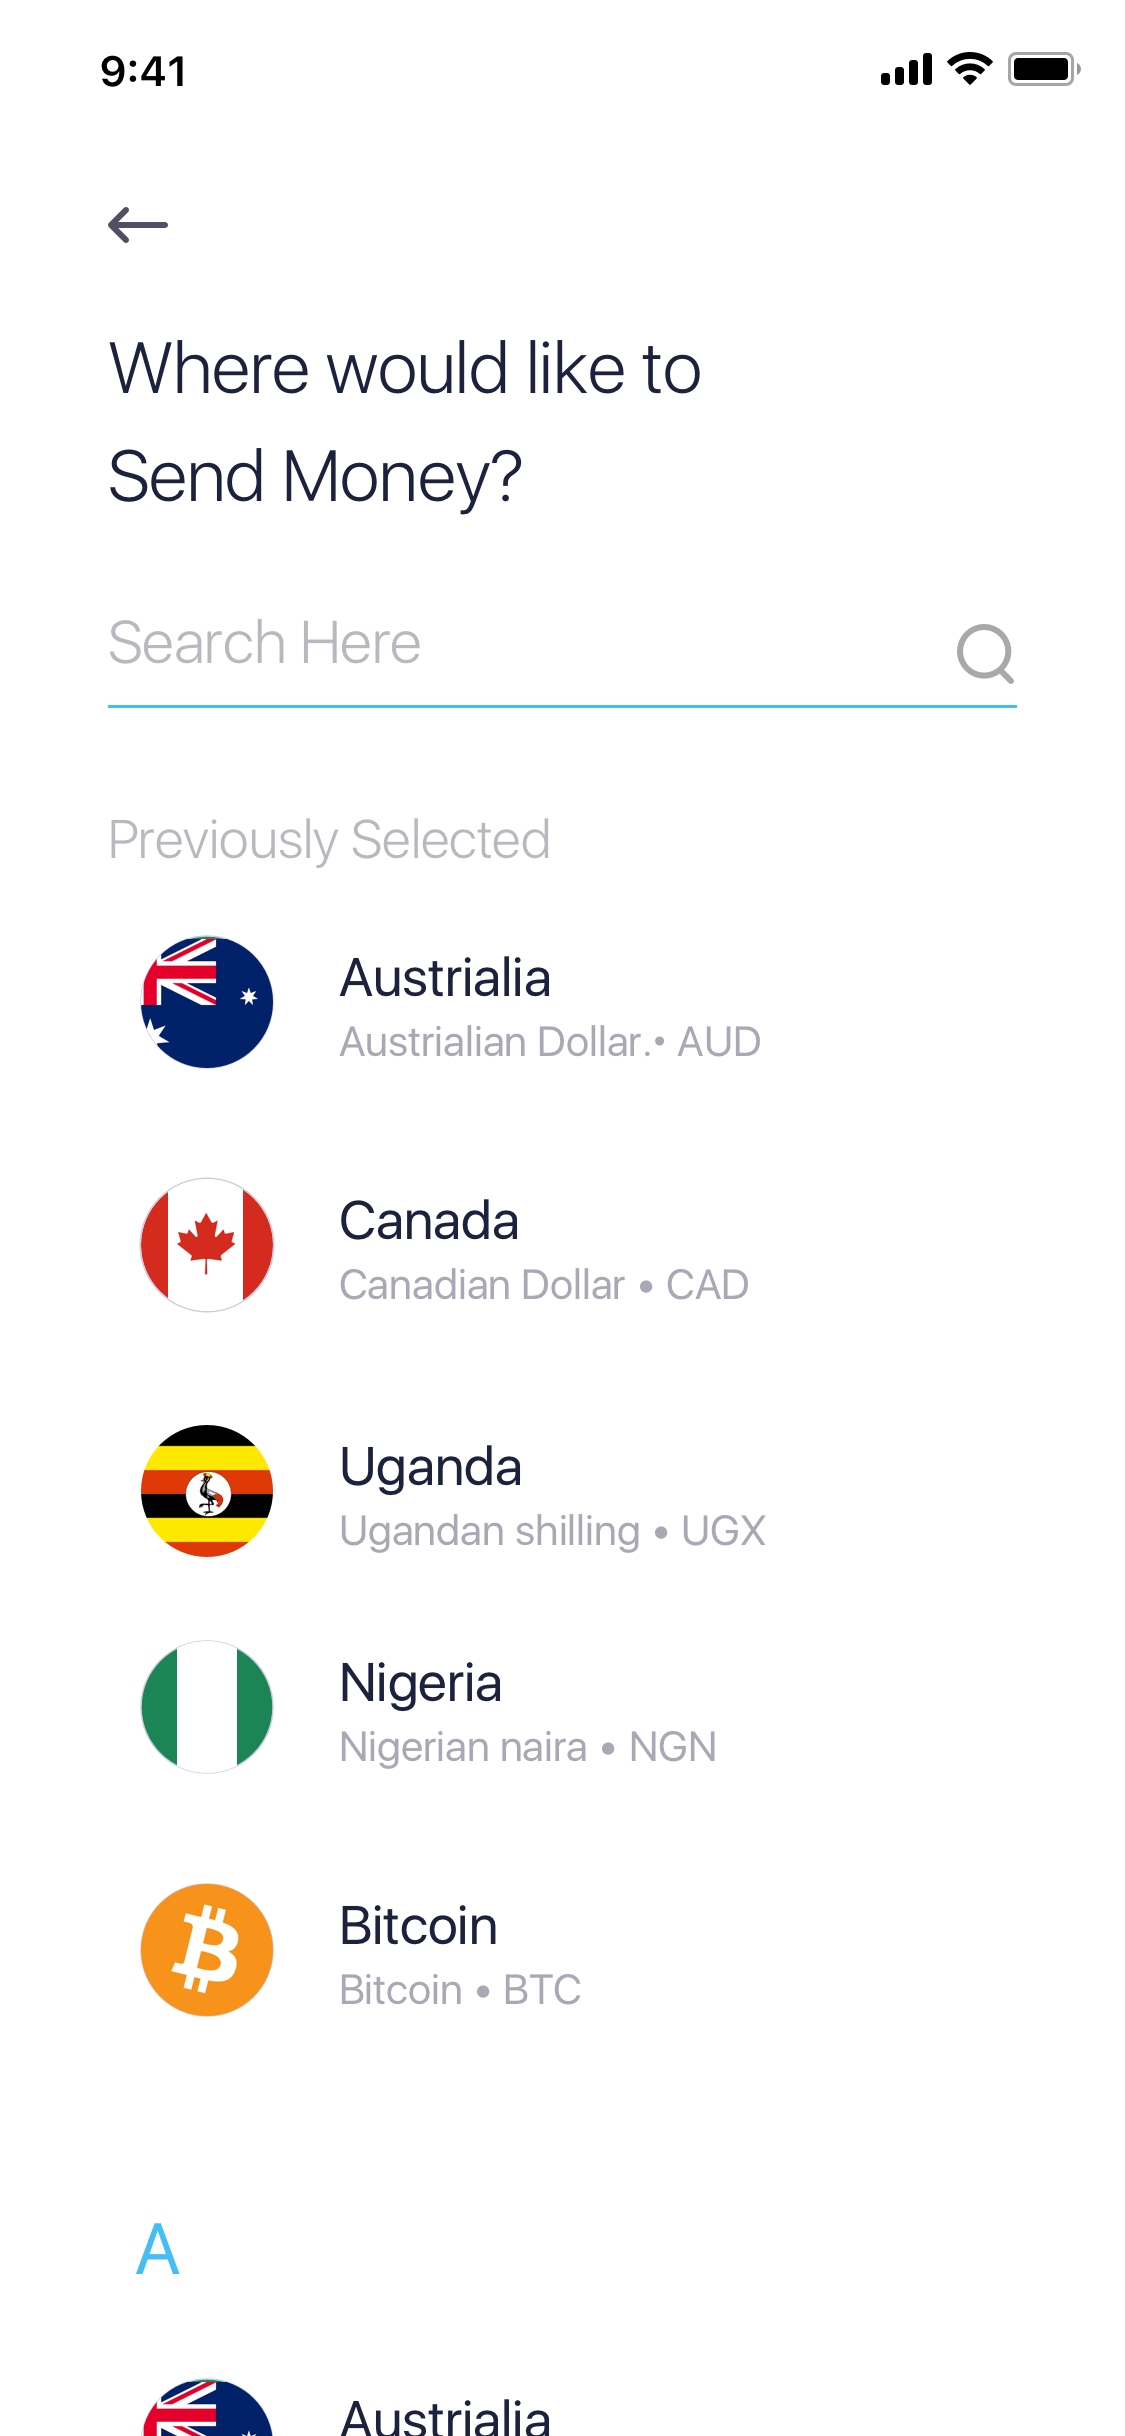 9:41
Where would like to
Send Money?
Search Here
Previously Selected
Austrialia
Austrialian Dollar.• AUD
Canada
Canadian Dollar • CAD
Uganda
Ugandan shilling • UGX
Nigeria
Nigerian naira • NGN
Bitcoin
Bitcoin • BTC
A
Austrialia